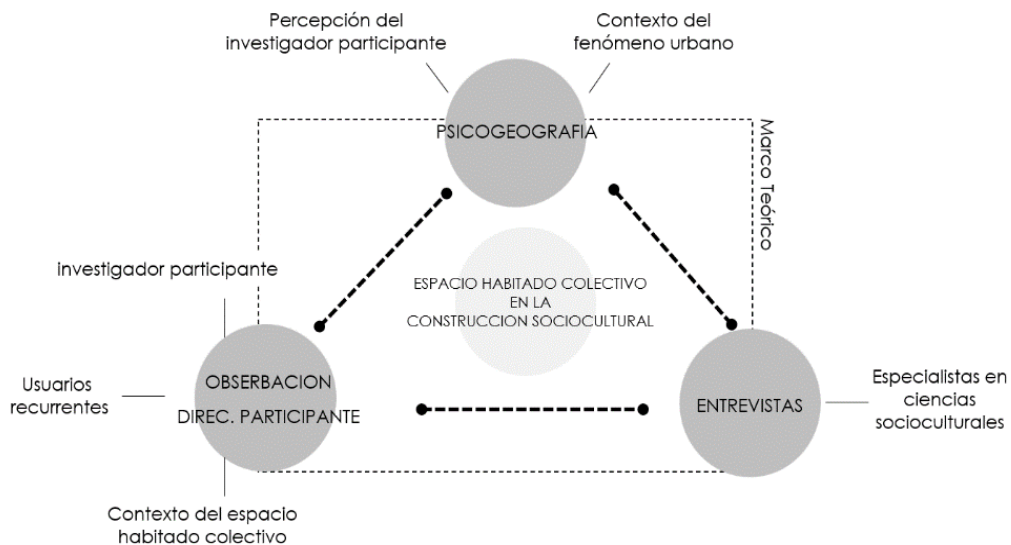 Percepción del
investigador participante
Contexto del
fenómeno urbano
PSICOGEOGRAFIA
Marco Teórico
investigador participante
ESPACIO HABITADO COLECTIVO
EN LA
CONSTRUCCION SOCIOCULTURAL
Usuarios
recurrentes
OBSERBACION
DIREC. PARTICIPANTE
ENTREVISTAS
Especialistas en
ciencias
socioculturales
Contexto del espacio
habitado colectivo